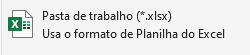 Pasta de trabalho (*.xlsx)
Usa o formato de Planilha do Excel